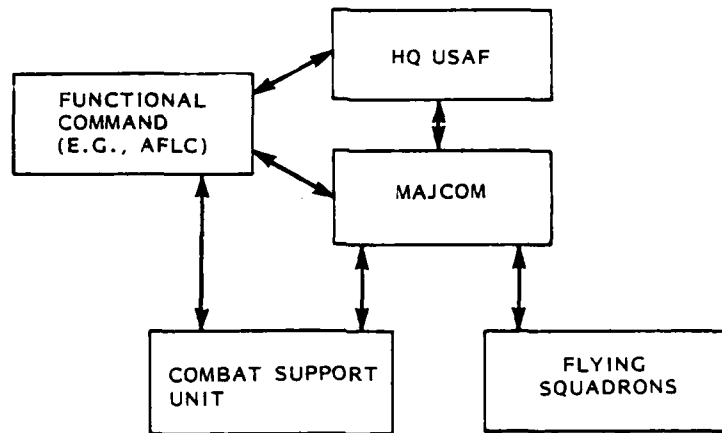 HQ USAF
FUNCTIONAL
COMMAND
(E.G., AFLC)
MAJCOM
COMBAT SUPPORT
UNIT
FLYING
SQUADRONS